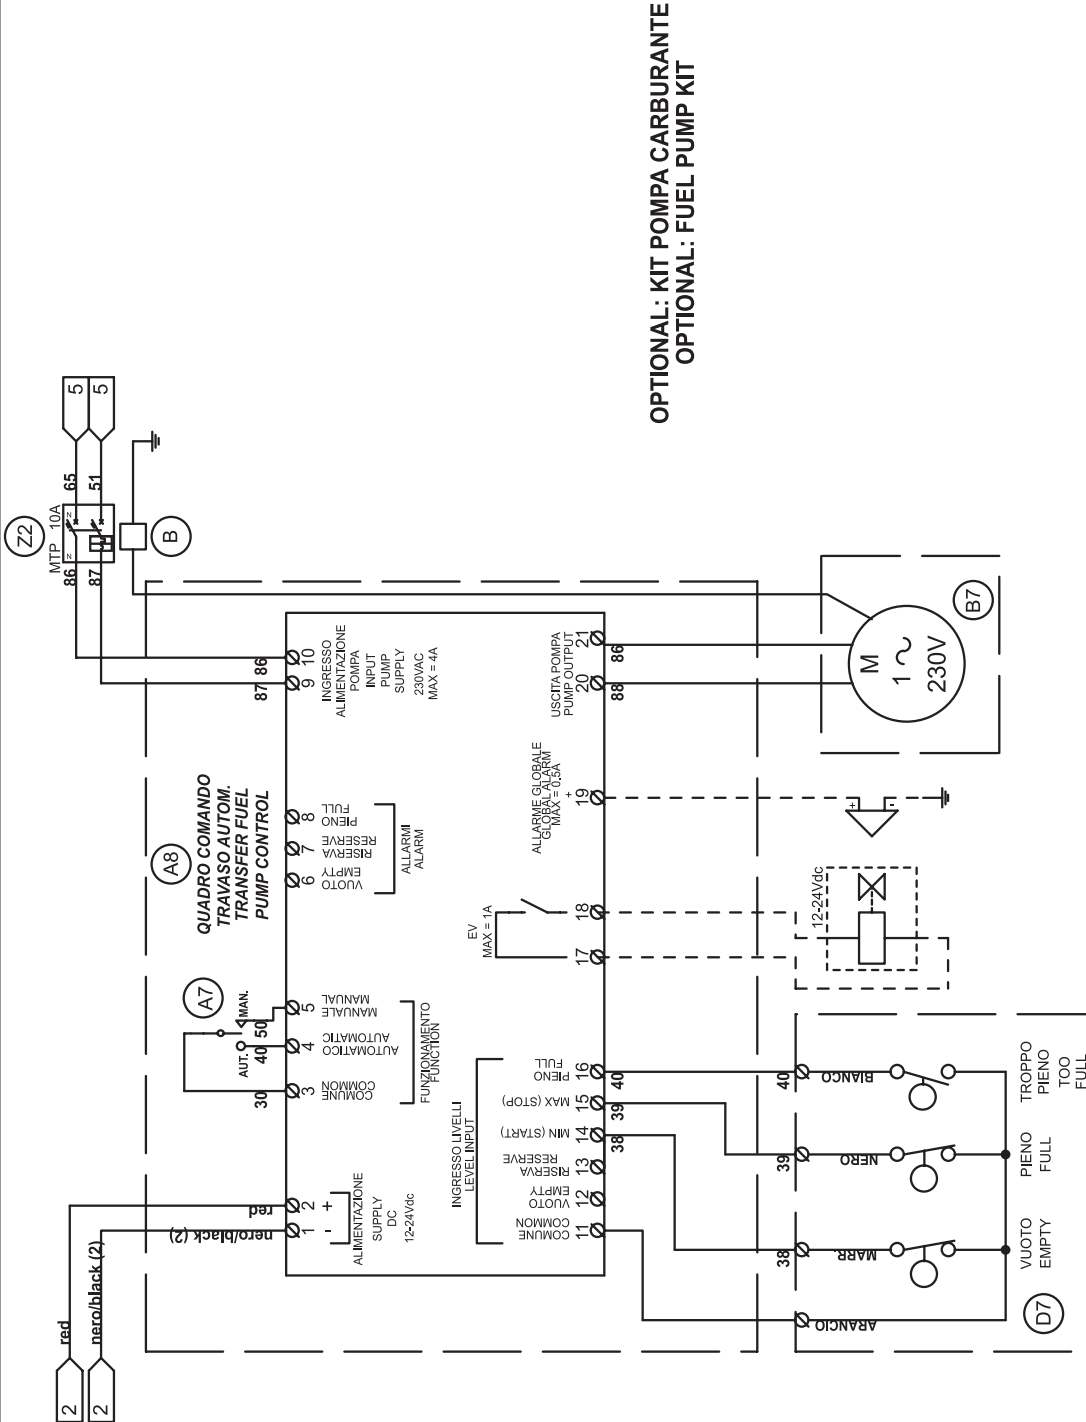 OPTIONAL: KIT POMPA CARBURANTE
OPTIONAL: FUEL PUMP KIT
5
5
65
51
Z2
MTP 10A
N
N
86
87
B
86
87
10
9
INGRESSO
ALIMENTAZIONE
POMPA
INPUT
PUMP
SUPPLY
230VAC
MAX = 4A
21
20
USCITA POMPA
PUMP OUTPUT
86
88
M
1
230V
B7
A8
QUADRO COMANDO
TRAVASO AUTOM.
TRANSFER FUEL
PUMP CONTROL
8
7
6
PIENO
FULL
RISERVA
RESERVE
VUOTO
EMPTY
ALLARMI
ALARM
ALLARME GLOBALE
GLOBAL ALARM
MAX = 0.5A
+
19
+
-
EV
MAX = 1A
18
17
12-24Vdc
A7
MAN.
AUT.
50
40
30
5
4
3
MANUALE
MANUAL
AUTOMATICO
AUTOMATIC
COMUNE
COMMON
FUNZIONAMENTO
FUNCTION
INGRESSO LIVELLI
LEVEL INPUT
PIENO
FULL
MAX (STOP)
MIN (START)
RISERVA
RESERVE
VUOTO
EMPTY
COMUNE
COMMON
16
15
14
13
12
11
40
39
38
40
BIANCO
39
NERO
38
MARR.
ARANCIO
TROPPO
PIENO
TOO
FULL
PIENO
FULL
VUOTO
EMPTY
D7
red
nero/black (2)
2
1
+
-
ALIMENTAZIONE
SUPPLY
DC
12-24Vdc
red
nero/black (2)
2
2